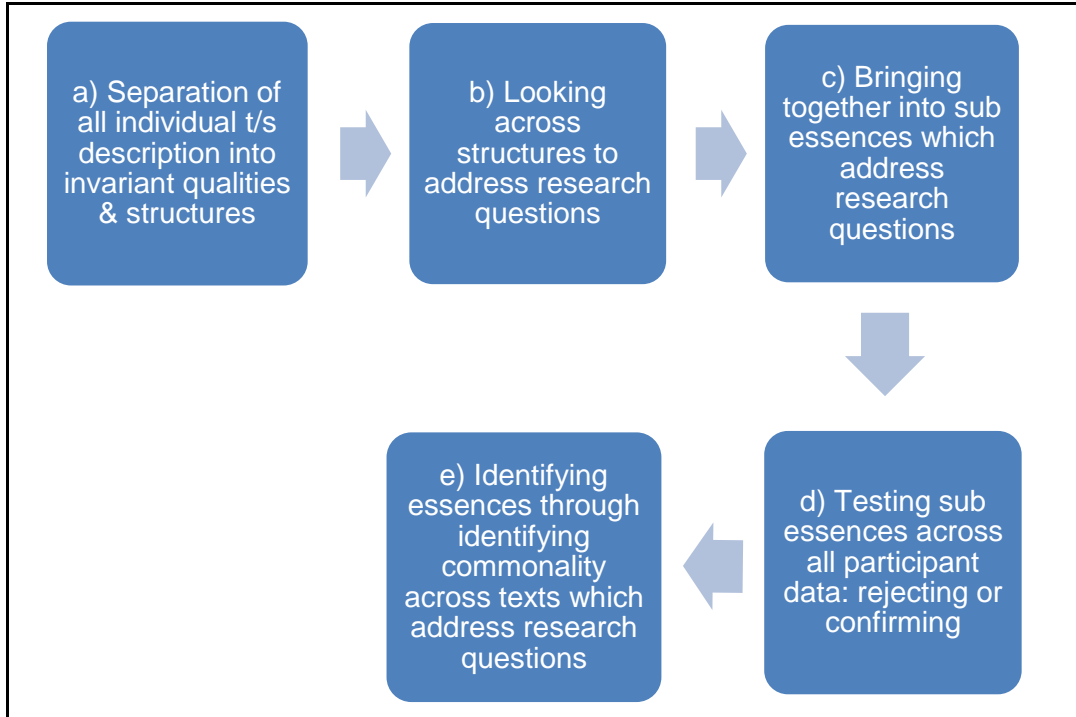 a) Separation of
all individual t/s
description into
invariant qualities
& structures
b) Looking
across
structures to
address research
questions
c) Bringing
together into sub
essences which
address
research
questions
d) Testing sub
essences across
all participant
data: rejecting or
confirming
e) Identifying
essences through
identifying
commonality
across texts which
address research
questions